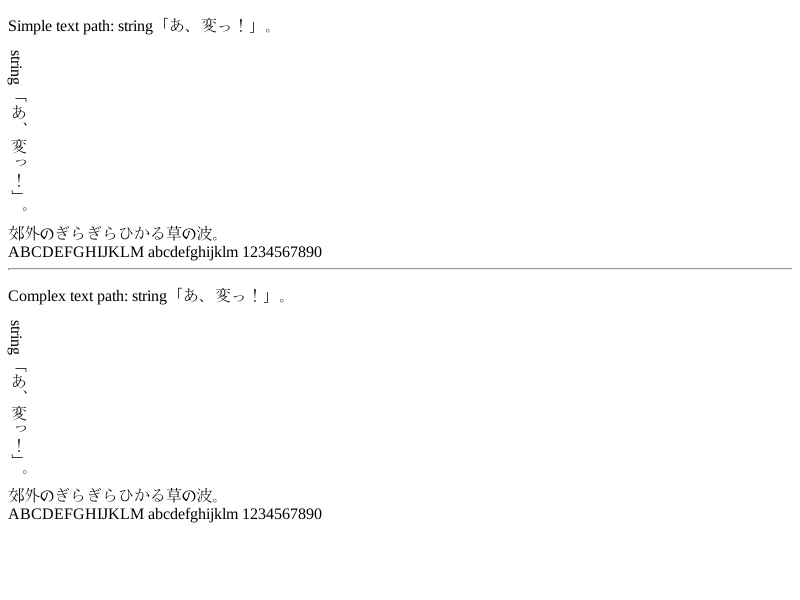 Simple text path: string「あ、変っ！」。
string「あ、変っ！」。
郊外のぎらぎらひかる草の波。
ABCDEFGHIJKLM abcdefghijklm 1234567890
Complex text path: string「あ、変っ！」。
string「あ、変っ！」。
郊外のぎらぎらひかる草の波。
ABCDEFGHIJKLM abcdefghijklm 1234567890